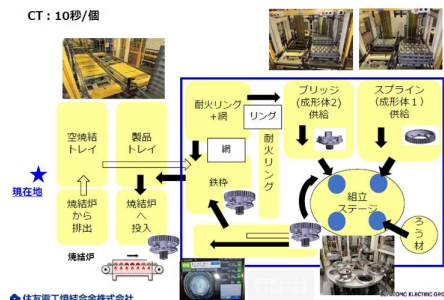 CT：10秒/個
耐火リング
+網
リング
ブリッジ
(成形体2)
供給
スプライン
(成形体１)
供給
空焼結
トレイ
製品
トレイ
網
耐火リング
鉄枠
組立
ステージ
ろう材
現在地
焼結炉
から
排出
焼結炉
へ
投入
焼結炉
住友電工焼結合金株式会社